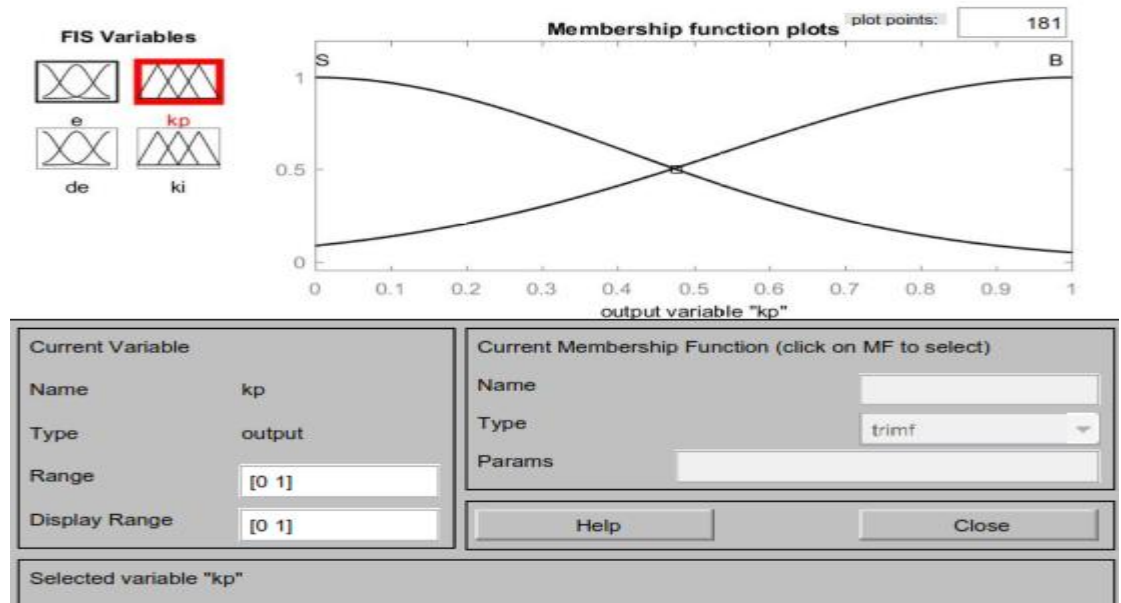 FIS Variables
e
kp
de
ki
Membership function plots
plot points:
181
S
B
1
0.5
0
0
0.1
0.2
0.3
0.4
0.5
0.6
0.7
0.8
0.9
1
output variable "kp"
Current Variable
Name
kp
Type
output
Range
[0 1]
Display Range
[0 1]
Current Membership Function (click on MF to select)
Name
Type
trimf
Params
Help
Close
Selected variable "kp"